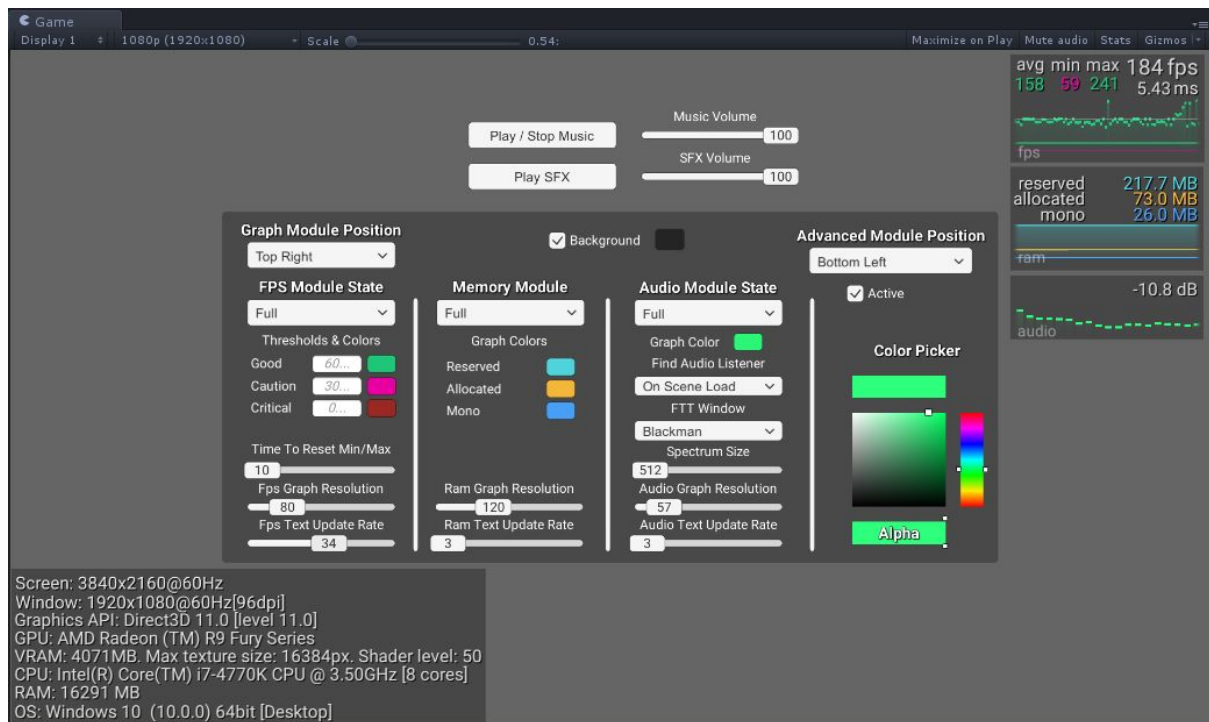 Game
Display 1 1080p (1920x1080) Scale 0.54: Maximize on Play Mute audio Stats Gizmos
avg min max 184 fps
158 59 241 5.43 ms
fps
reserved 217.7 MB
allocated 73.0 MB
mono 26.0 MB
ram
-10.8 dB
audio
Play / Stop Music
Music Volume
100
Play SFX
SFX Volume
100
Graph Module Position
Top Right
Background
Advanced Module Position
Bottom Left
Active
FPS Module State
Full
Thresholds & Colors
Good 60...
Caution 30...
Critical 0...
Time To Reset Min/Max
10
Fps Graph Resolution
80
Fps Text Update Rate
34
Memory Module
Full
Graph Colors
Reserved
Allocated
Mono
Ram Graph Resolution
120
Ram Text Update Rate
3
Audio Module State
Full
Graph Color
Find Audio Listener
On Scene Load
FTT Window
Blackman
Spectrum Size
512
Audio Graph Resolution
57
Audio Text Update Rate
3
Color Picker
Alpha
Screen: 3840x2160@60Hz
Window: 1920x1080@60Hz[96dpi]
Graphics API: Direct3D 11.0 [level 11.0]
GPU: AMD Radeon (TM) R9 Fury Series
VRAM: 4071MB. Max texture size: 16384px. Shader level: 50
CPU: Intel(R) Core(TM) i7-4770K CPU @ 3.50GHz [8 cores]
RAM: 16291 MB
OS: Windows 10  (10.0.0) 64bit [Desktop]